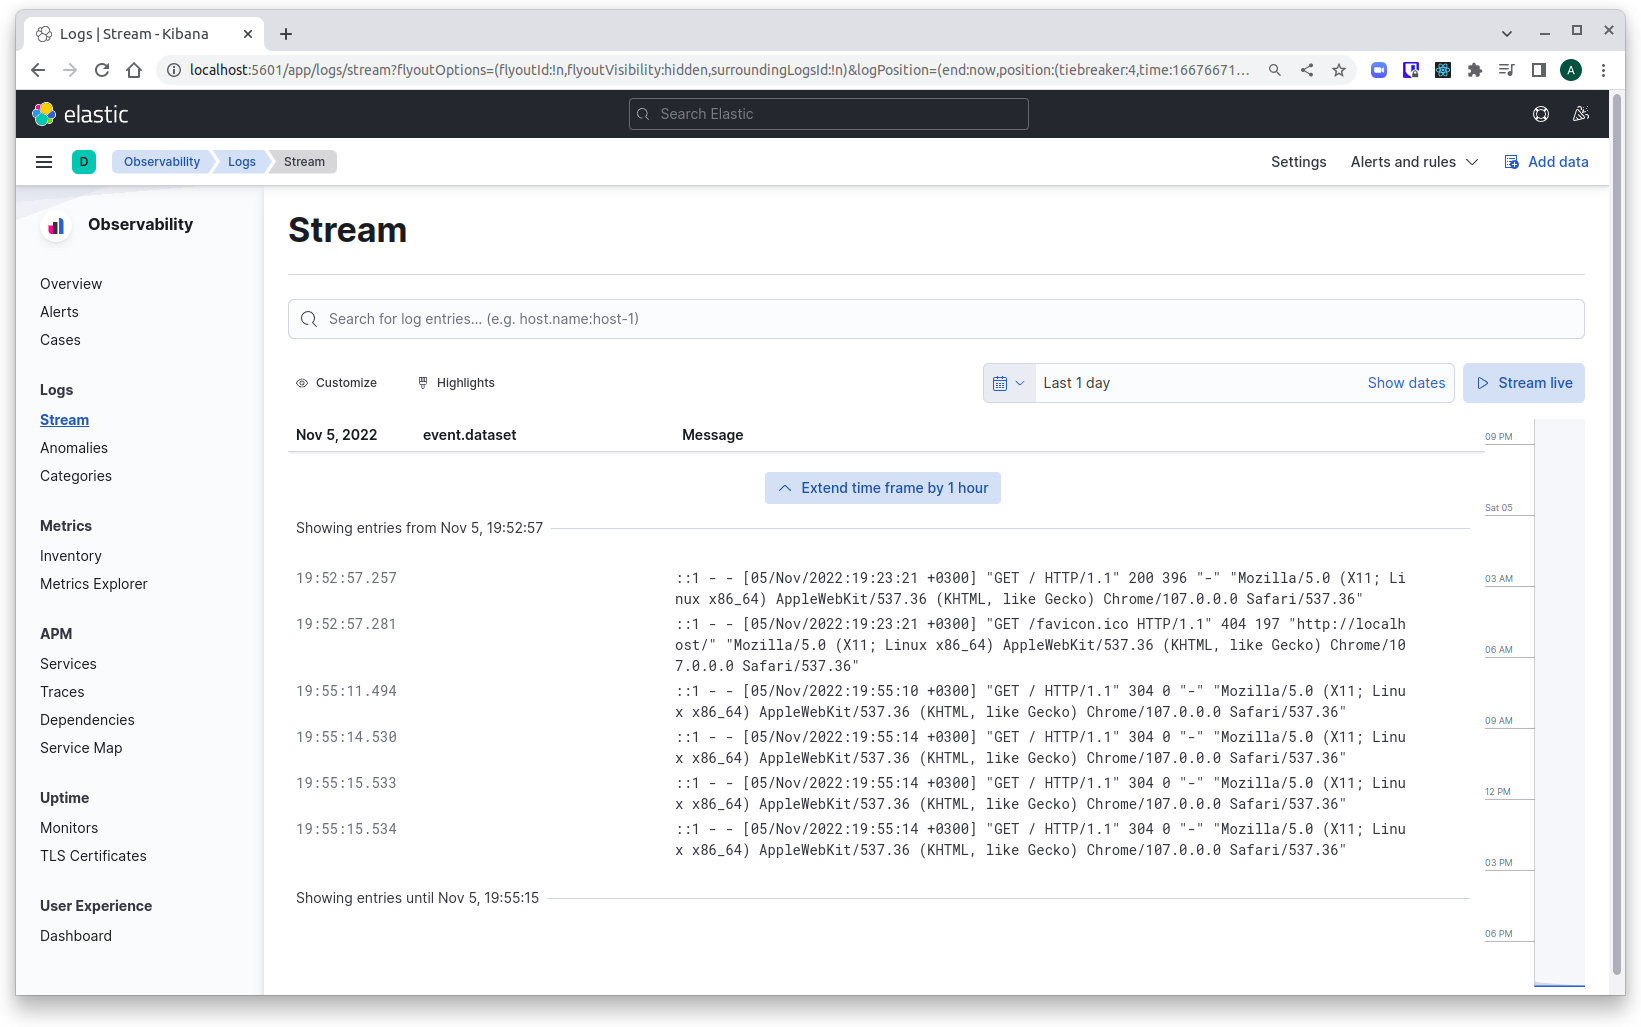 Logs | Stream - Kibana
localhost:5601/app/logs/stream?flyoutOptions=(flyoutId:!n,flyoutVisibility:hidden,surroundingLogsId:!n)&logPosition=(end:now,position:(tiebreaker:4,time:16676671...
A
elastic
Search Elastic
D
Observability
Logs
Stream
Settings
Alerts and rules
Add data
Observability
Overview
Alerts
Cases
Logs
Stream
Anomalies
Categories
Metrics
Inventory
Metrics Explorer
APM
Services
Traces
Dependencies
Service Map
Uptime
Monitors
TLS Certificates
User Experience
Dashboard
Stream
Search for log entries... (e.g. host.name:host-1)
Customize
Highlights
Last 1 day
Show dates
Stream live
Nov 5, 2022
event.dataset
Message
Extend time frame by 1 hour
Showing entries from Nov 5, 19:52:57
19:52:57.257
::1 - - [05/Nov/2022:19:23:21 +0300] "GET / HTTP/1.1" 200 396 "-" "Mozilla/5.0 (X11; Li
nux x86_64) AppleWebKit/537.36 (KHTML, like Gecko) Chrome/107.0.0.0 Safari/537.36"
19:52:57.281
::1 - - [05/Nov/2022:19:23:21 +0300] "GET /favicon.ico HTTP/1.1" 404 197 "http://localh
ost/" "Mozilla/5.0 (X11; Linux x86_64) AppleWebKit/537.36 (KHTML, like Gecko) Chrome/10
7.0.0.0 Safari/537.36"
19:55:11.494
::1 - - [05/Nov/2022:19:55:10 +0300] "GET / HTTP/1.1" 304 0 "-" "Mozilla/5.0 (X11; Linu
x x86_64) AppleWebKit/537.36 (KHTML, like Gecko) Chrome/107.0.0.0 Safari/537.36"
19:55:14.530
::1 - - [05/Nov/2022:19:55:14 +0300] "GET / HTTP/1.1" 304 0 "-" "Mozilla/5.0 (X11; Linu
x x86_64) AppleWebKit/537.36 (KHTML, like Gecko) Chrome/107.0.0.0 Safari/537.36"
19:55:15.533
::1 - - [05/Nov/2022:19:55:14 +0300] "GET / HTTP/1.1" 304 0 "-" "Mozilla/5.0 (X11; Linu
x x86_64) AppleWebKit/537.36 (KHTML, like Gecko) Chrome/107.0.0.0 Safari/537.36"
19:55:15.534
::1 - - [05/Nov/2022:19:55:14 +0300] "GET / HTTP/1.1" 304 0 "-" "Mozilla/5.0 (X11; Linu
x x86_64) AppleWebKit/537.36 (KHTML, like Gecko) Chrome/107.0.0.0 Safari/537.36"
Showing entries until Nov 5, 19:55:15
09 PM
Sat 05
03 AM
06 AM
09 AM
12 PM
03 PM
06 PM